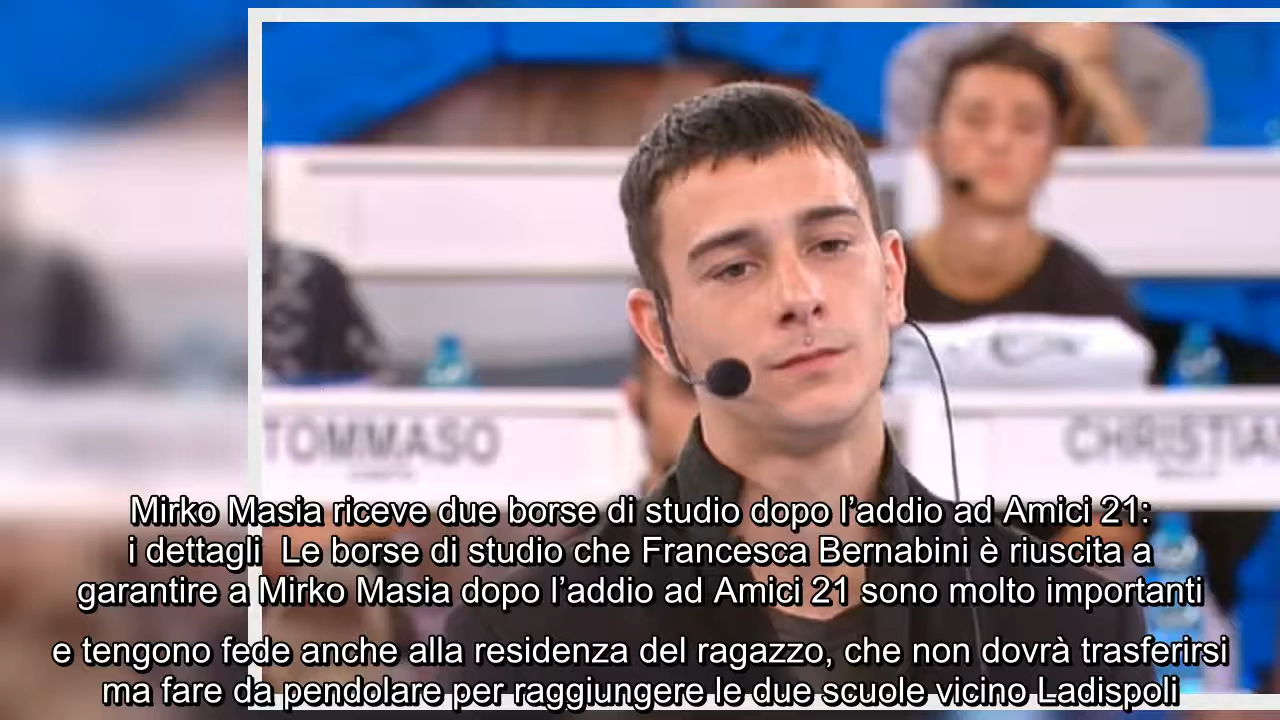 TOMMASO
CHRISTIA
Mirko Masia riceve due borse di studio dopo l'addio ad Amici 21:
i dettagli  Le borse di studio che Francesca Bernabini è riuscita a
garantire a Mirko Masia dopo l'addio ad Amici 21 sono molto importanti
e tengono fede anche alla residenza del ragazzo, che non dovrà trasferirsi
ma fare da pendolare per raggiungere le due scuole vicino Ladispoli